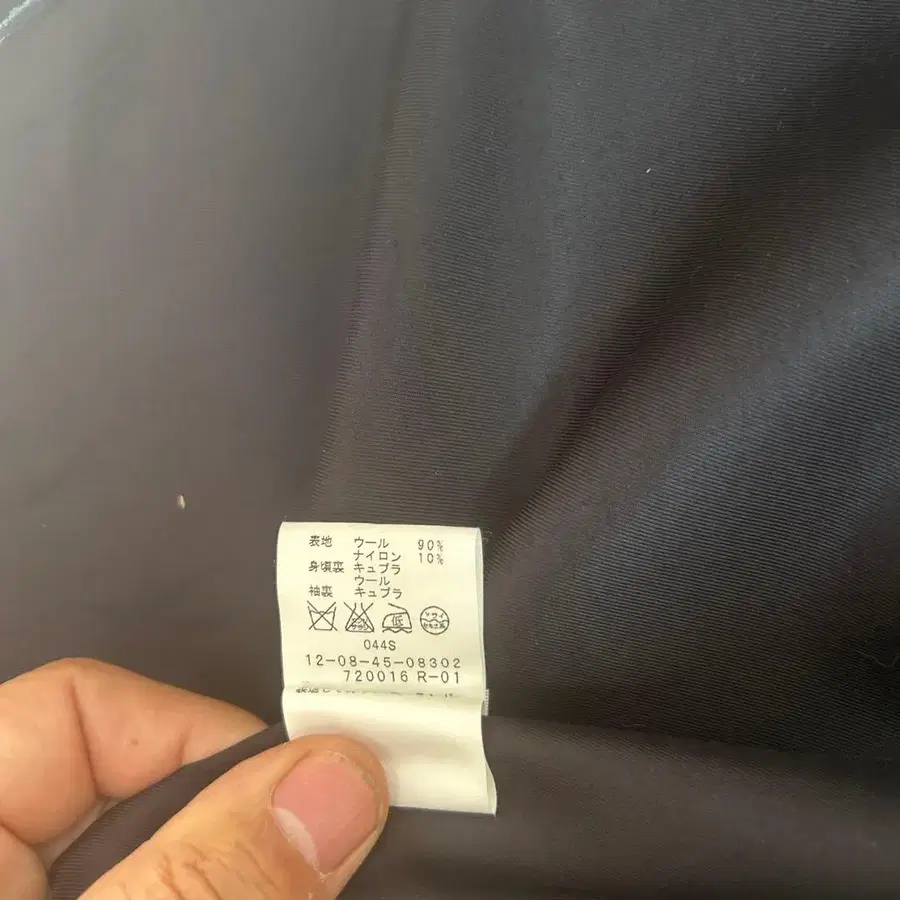 表地 ウール 90%
ナイロン 10%
身頃裏 キュプラ
ウール
袖裏 キュプラ
低
044S
12-08-45-08302
720016 R-01